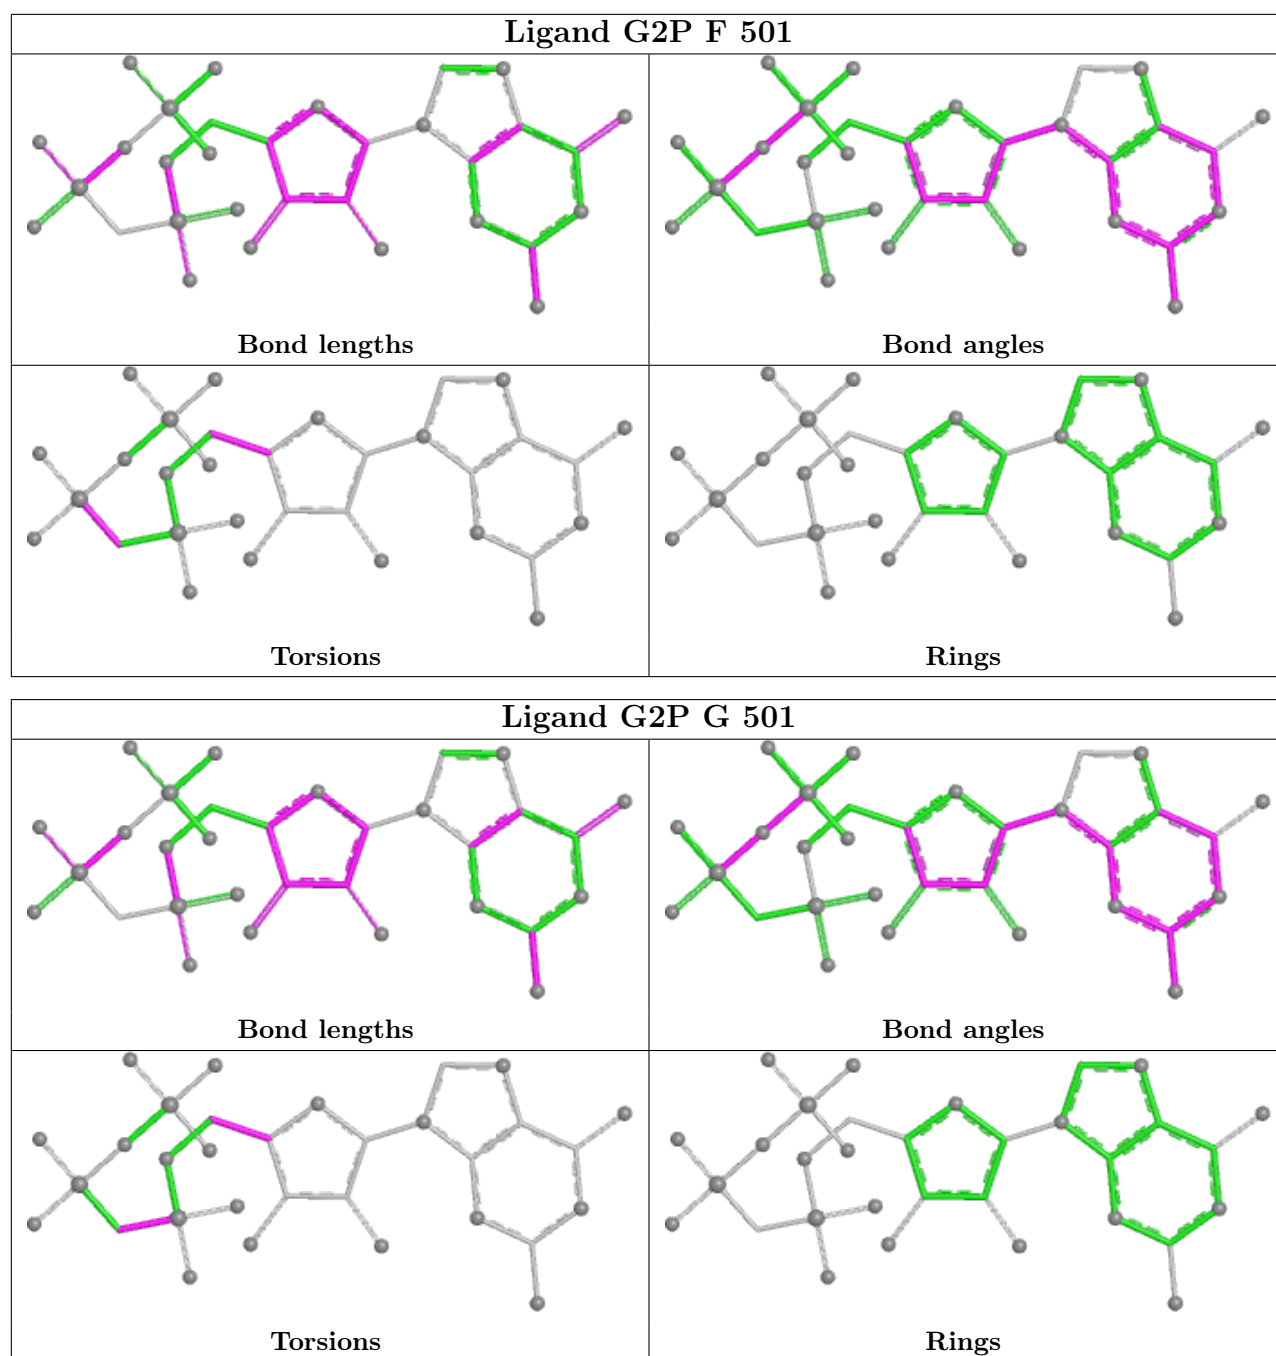 Ligand G2P F 501
Bond lengths
Bond angles
Torsions
Rings
Ligand G2P G 501
Bond lengths
Bond angles
Torsions
Rings